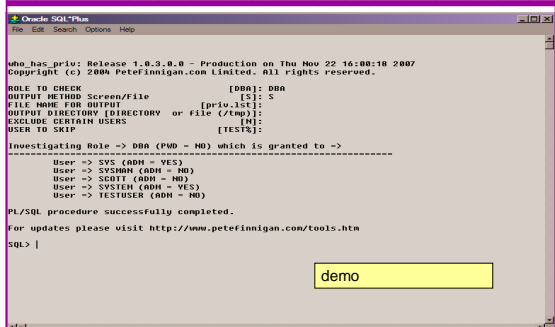 Oracle SQL*Plus
File Edit Search Options Help
who_has_priv: Release 1.0.3.0.0 - Production on Thu Nov 22 16:00:18 2007
Copyright (c) 2004 PeteFinnigan.com Limited. All rights reserved.
ROLE TO CHECK [DBA]: DBA
OUTPUT METHOD Screen/File [S]: S
FILE NAME FOR OUTPUT [priv.lst]:
OUTPUT DIRECTORY [DIRECTORY or file (/tmp)]:
EXCLUDE CERTAIN USERS [N]:
USER TO SKIP [TEST%]:
Investigating Role => DBA (PWD = NO) which is granted to =>
====================================================================
User => SYS (ADM = YES)
User => SYSMAN (ADM = NO)
User => SCOTT (ADM = NO)
User => SYSTEM (ADM = YES)
User => TESTUSER (ADM = NO)
PL/SQL procedure successfully completed.
For updates please visit http://www.petefinnigan.com/tools.htm
SQL>
demo